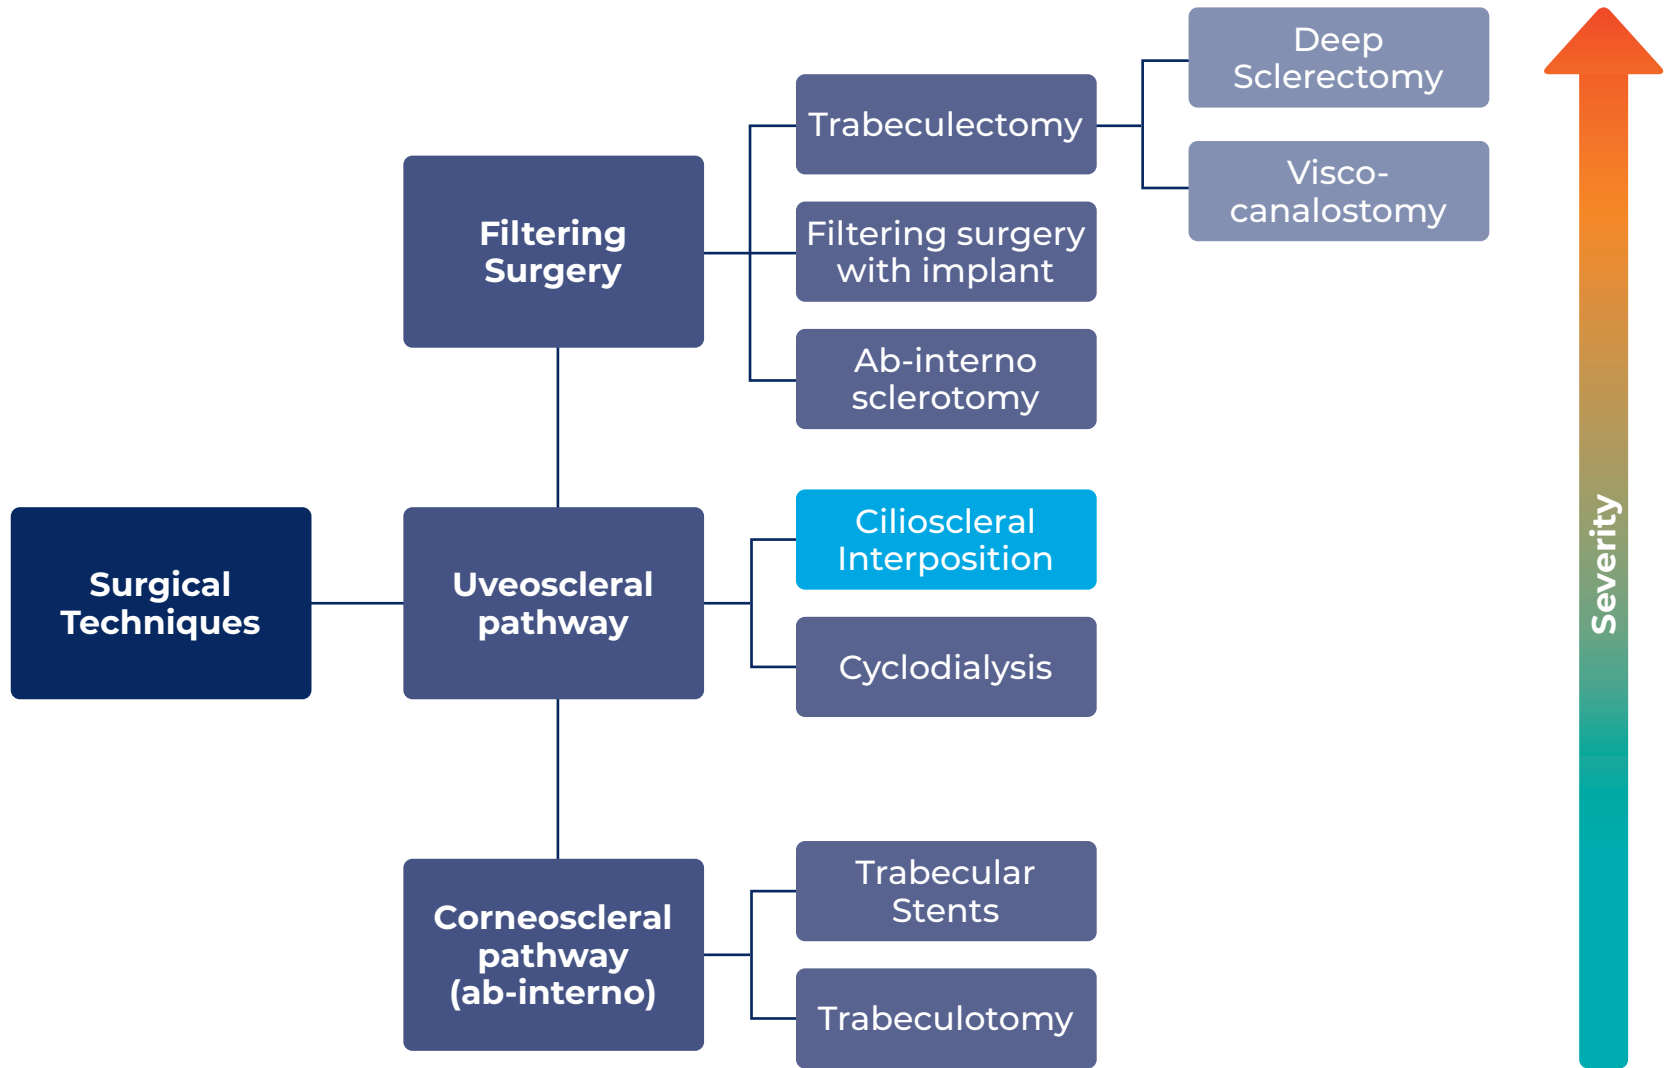 Deep
Sclerectomy
Trabeculectomy
Visco-
canalostomy
Filtering
Surgery
Filtering surgery
with implant
Ab-interno
sclerotomy
Surgical
Techniques
Uveoscleral
pathway
Cilioscleral
Interposition
Cyclodialysis
Corneoscleral
pathway
(ab-interno)
Trabecular
Stents
Trabeculotomy
Severity